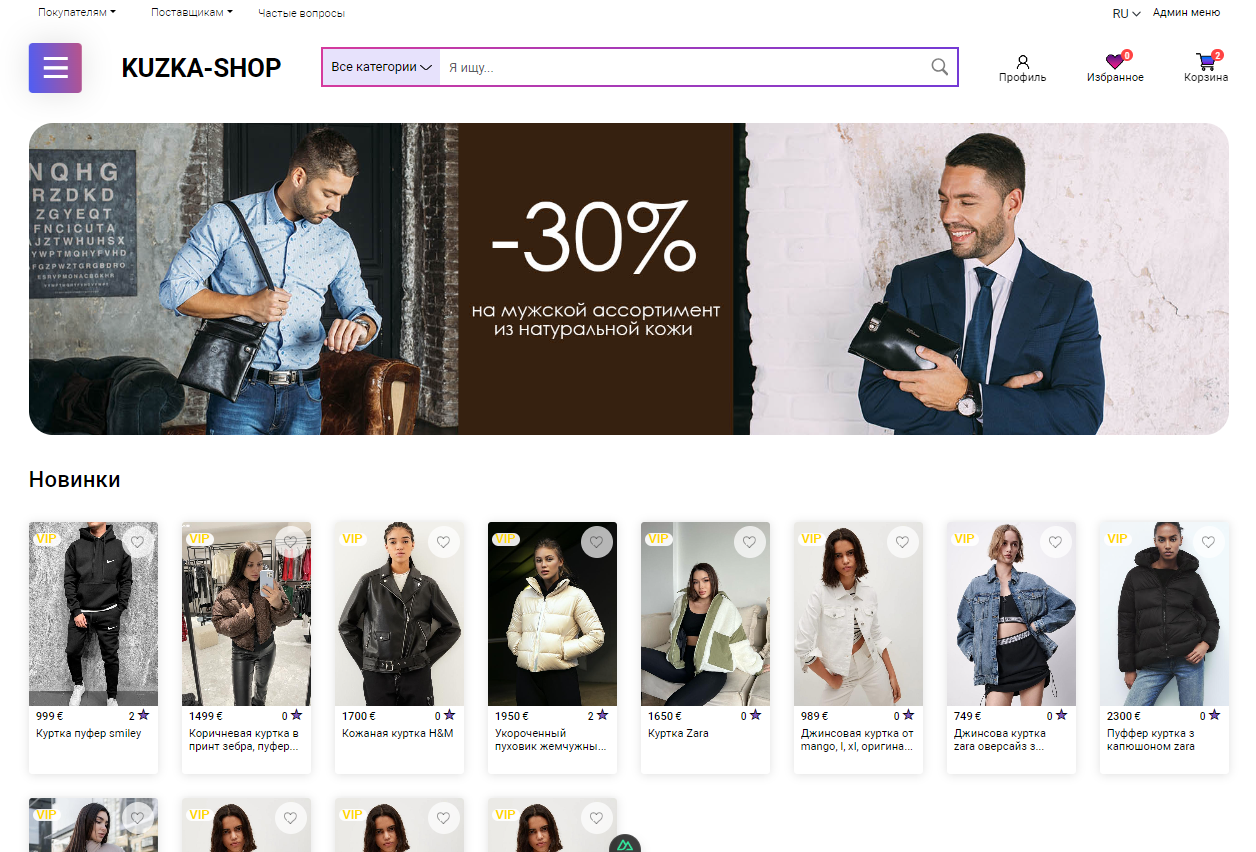 Покупателям
Поставщикам
Частые вопросы
RU
Админ меню
KUZKA-SHOP
Все категории
Я ищу...
Профиль
0
Избранное
2
Корзина
NQHG
RZDKD
ZGYEQT
FNCICUTA
AJZTWHUHSX
-30%
на мужской ассортимент
из натуральной кожи
Новинки
VIP
999 €
2
Куртка пуфер smiley
VIP
1499 €
0
Коричневая куртка в
принт зебра, пуфер...
VIP
1700 €
0
Кожаная куртка H&M
VIP
1950 €
2
Укороченный
пуховик жемчужны...
VIP
1650 €
0
Куртка Zara
VIP
989 €
0
Джинсовая куртка от
mango, l, xl, оригина...
VIP
749 €
0
Джинсова куртка
zara оверсайз з...
VIP
2300 €
0
Пуффер куртка з
капюшоном zara
VIP
VIP
VIP
VIP